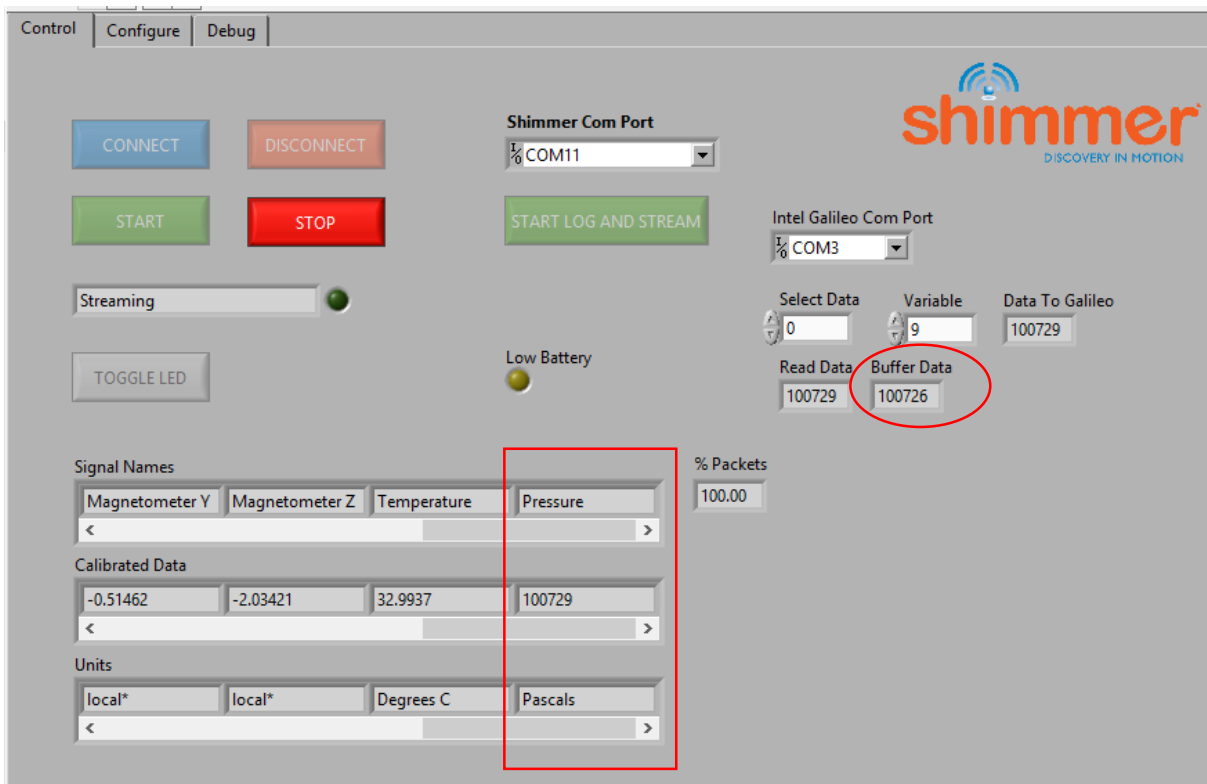 Control Configure Debug
shimmer
DISCOVERY IN MOTION
CONNECT DISCONNECT
Shimmer Com Port
COM11
START STOP START LOG AND STREAM
Intel Galileo Com Port
COM3
Streaming
Select Data Variable Data To Galileo
0 9 100729
TOGGLE LED
Low Battery
Read Data Buffer Data
100729 100726
Signal Names
Magnetometer Y Magnetometer Z Temperature Pressure
% Packets
100.00
Calibrated Data
-0.51462 -2.03421 32.9937 100729
Units
local* local* Degrees C Pascals